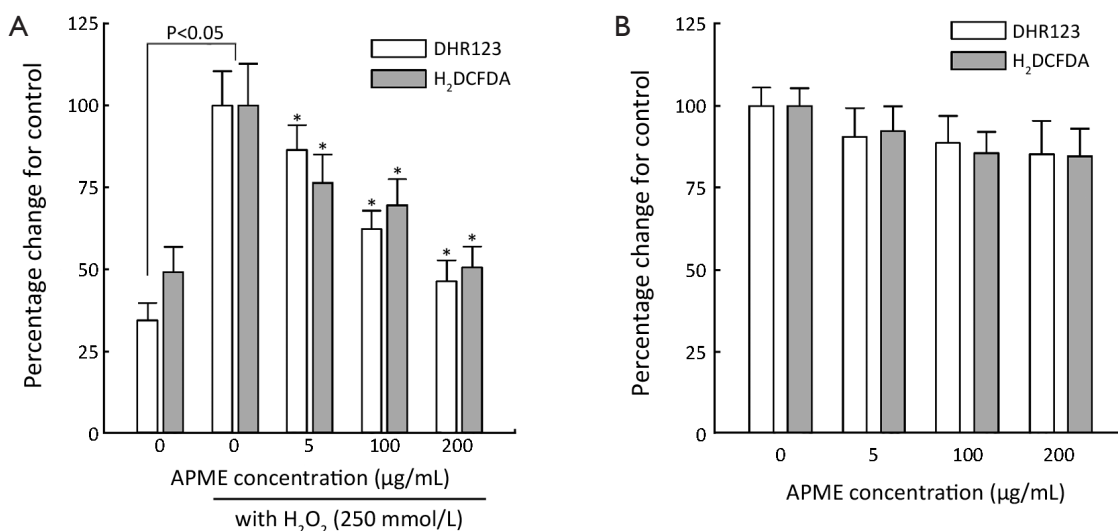 A
Percentage change for control
125
100
75
50
25
0
P<0.05
DHR123
H₂DCFDA
*
*
*
*
*
*
0 0 5 100 200
APME concentration (µg/mL)
with H₂O₂ (250 mmol/L)
B
Percentage change for control
125
100
75
50
25
0
DHR123
H₂DCFDA
0 5 100 200
APME concentration (µg/mL)